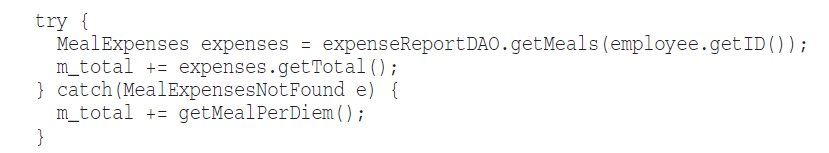 try {
  MealExpenses expenses = expenseReportDAO.getMeals(employee.getID());
  m_total += expenses.getTotal();
} catch(MealExpensesNotFound e) {
  m_total += getMealPerDiem();
}